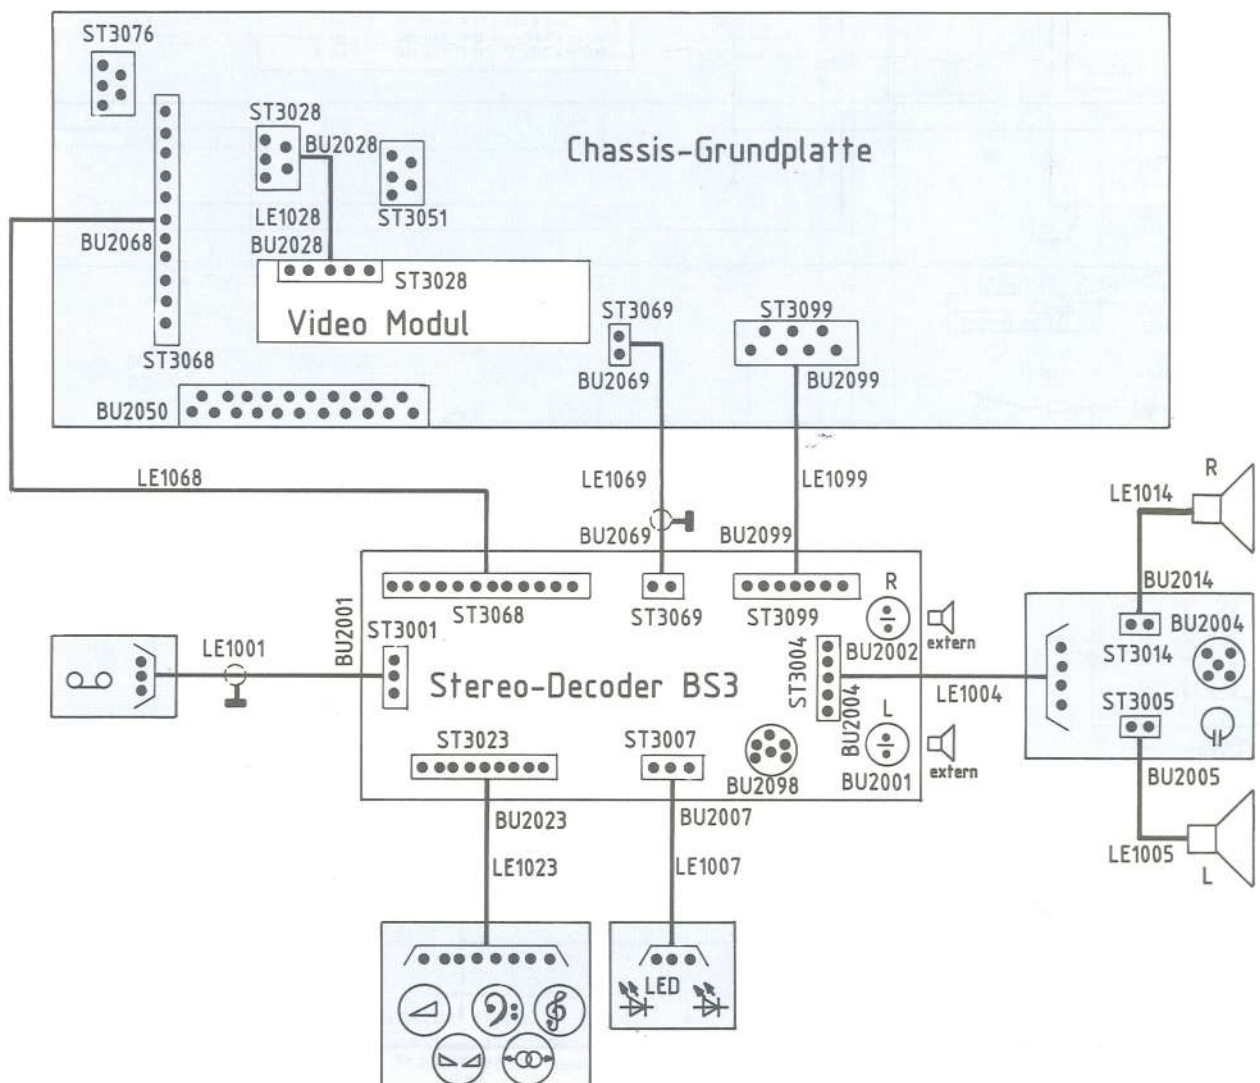 ST3076
ST3028
BU2028
Chassis-Grundplatte
LE1028
ST3051
BU2068
BU2028
ST3028
Video Modul
ST3069
ST3099
ST3068
BU2069
BU2099
BU2050
LE1068
LE1069
LE1099
R
LE1014
BU2069
BU2099
BU2014
BU2001
ST3068
ST3069
ST3099
R
BU2004
ST3001
ST3004
BU2002
extern
ST3014
LE1001
Stereo-Decoder BS3
LE1004
BU2004
L
ST3005
ST3023
ST3007
BU2098
BU2001
extern
BU2005
BU2023
BU2007
LE1023
LE1007
LE1005
L
LED